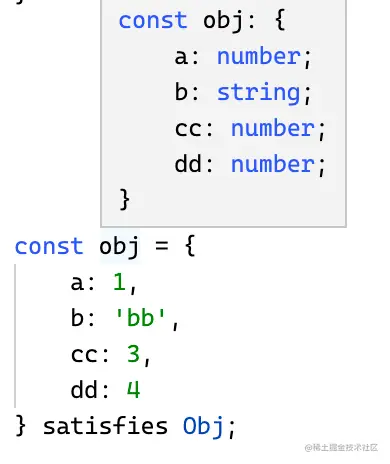 }
const obj: {
    a: number;
    b: string;
    cc: number;
    dd: number;
}
const obj = {
    a: 1,
    b: 'bb',
    cc: 3,
    dd: 4
} satisfies Obj;
@稀土掘金技术社区